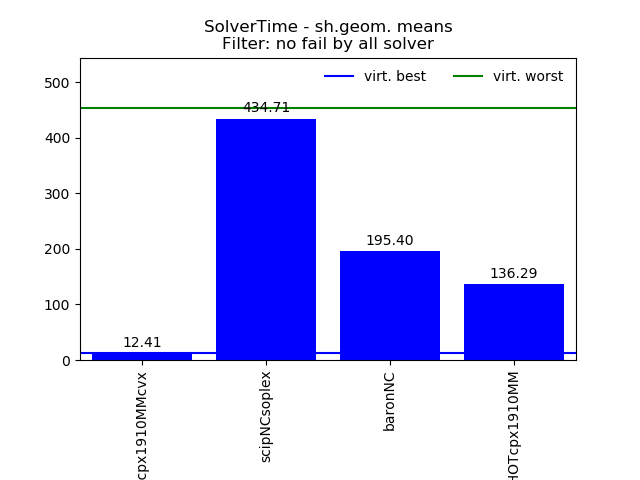 SolverTime - sh.geom. means
Filter: no fail by all solver
virt. best
virt. worst
500
400
300
200
100
0
12.41
434.71
195.40
136.29
cpx1910MMcvx
scipNCsoplex
baronNC